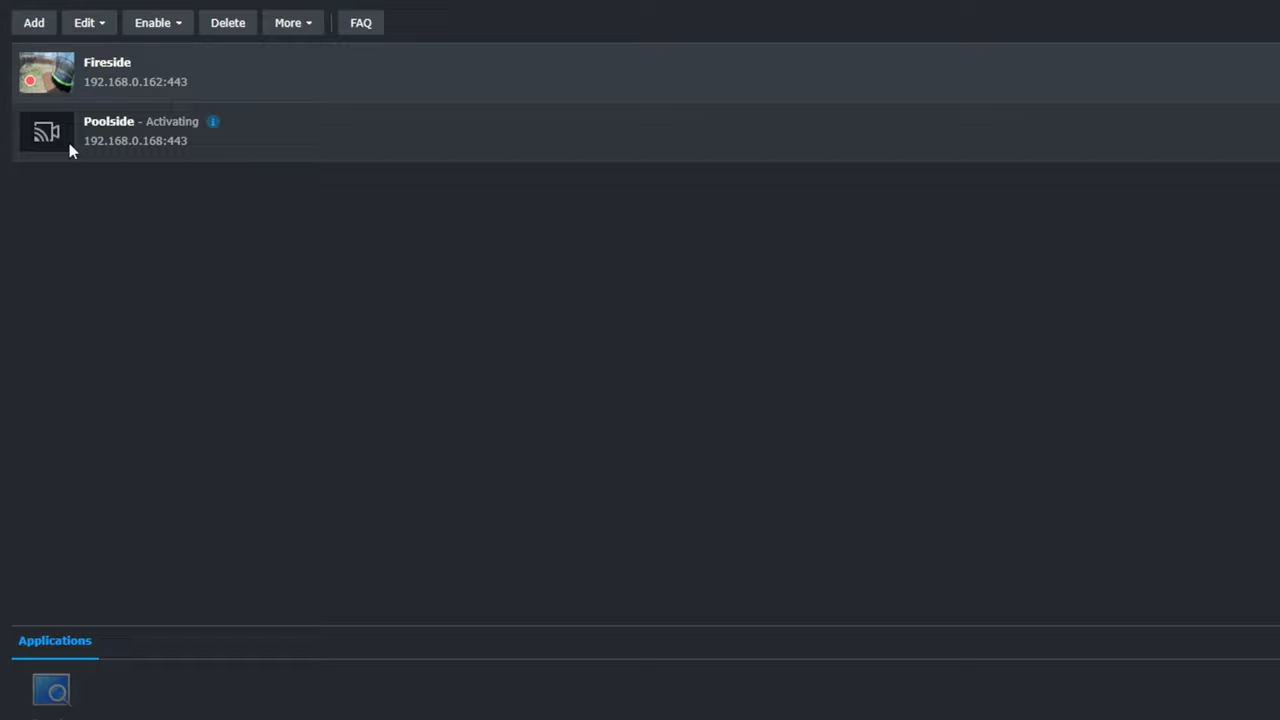 Add Edit Enable Delete More FAQ
Fireside
192.168.0.162:443
Poolside - Activating
192.168.0.168:443
Applications